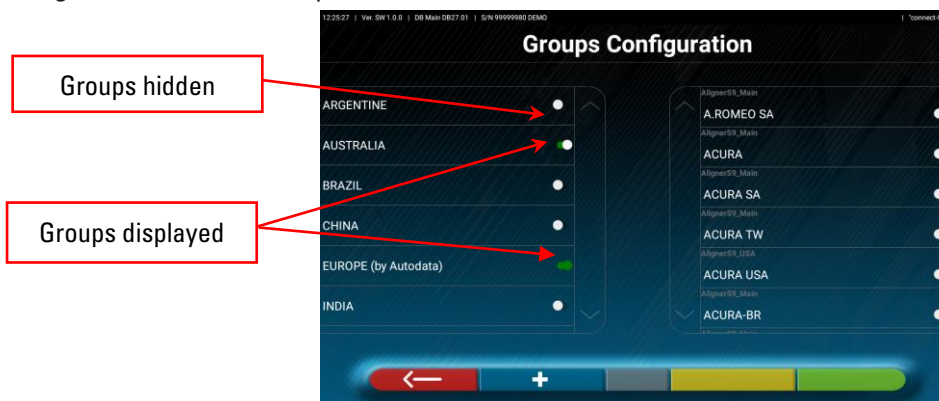 12:25:27 | Ver. SW 1.0.0 | DB Main DB27.01 | S/N 99999980 DEMO | "connect-
Groups Configuration
Groups hidden
Groups displayed
ARGENTINE
AUSTRALIA
BRAZIL
CHINA
EUROPE (by Autodata)
INDIA
AlignerS9_Main
A.ROMEO SA
AlignerS9_Main
ACURA
AlignerS9_Main
ACURA SA
AlignerS9_Main
ACURA TW
AlignerS9_USA
ACURA USA
AlignerS9_Main
ACURA-BR